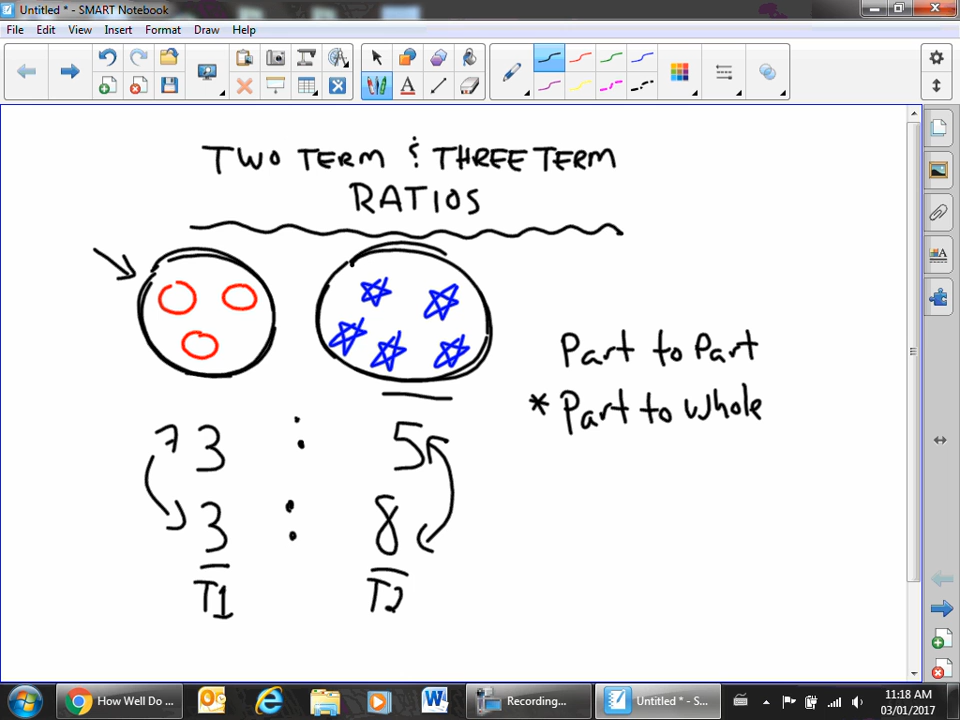 Untitled * - SMART Notebook
File Edit View Insert Format Draw Help
TWO TERM & THREE TERM
RATIOS
Part to Part
* Part to Whole
3 : 5
3 : 8
T1 T2
How Well Do ...
Recording...
Untitled * - S...
11:18 AM
03/01/2017